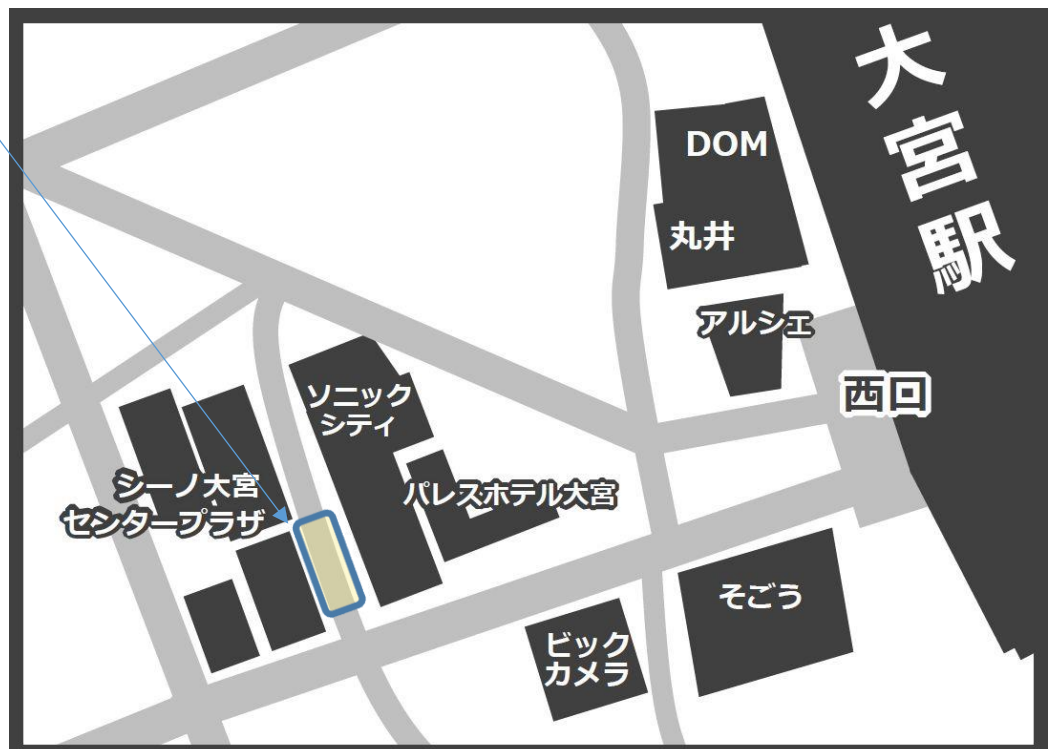 大宮駅
DOM
丸井
アルシェ
西口
ソニック
シティ
パレスホテル大宮
シーノ大宮
センタープラザ
そごう
ビック
カメラ